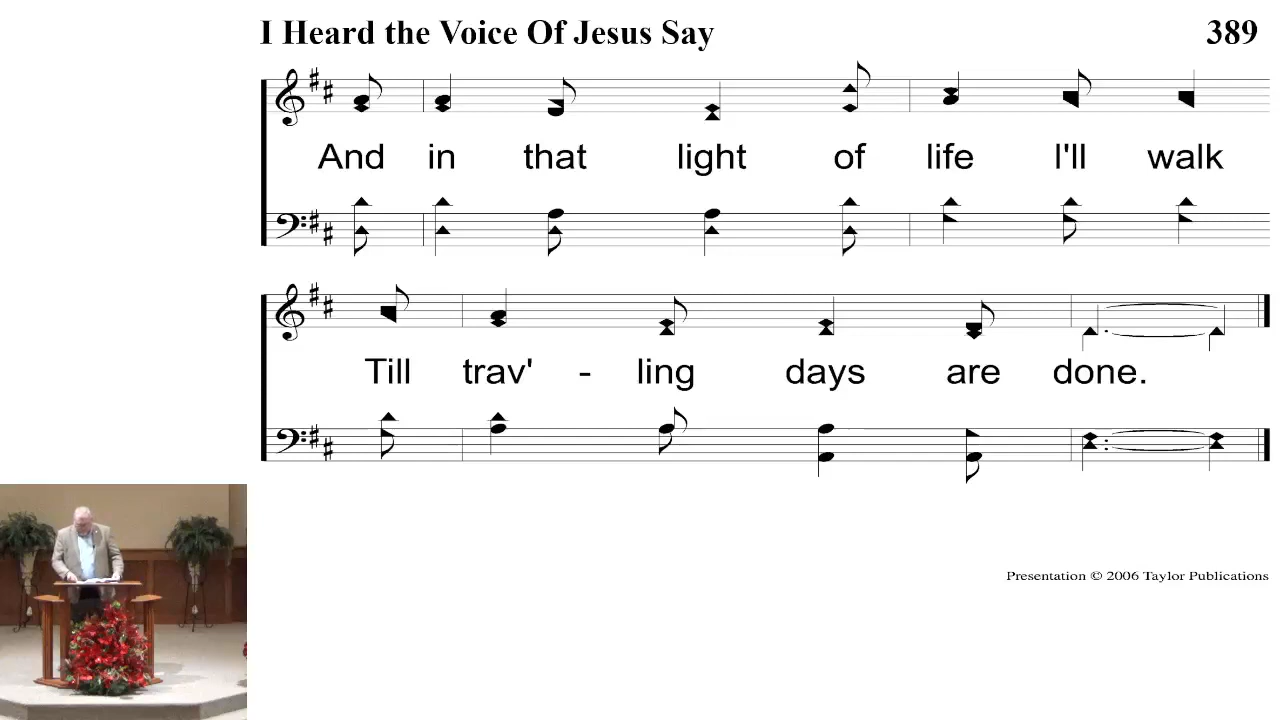 I Heard the Voice Of Jesus Say 389
And in that light of life I'll walk
Till trav' - ling days are done.
Presentation © 2006 Taylor Publications